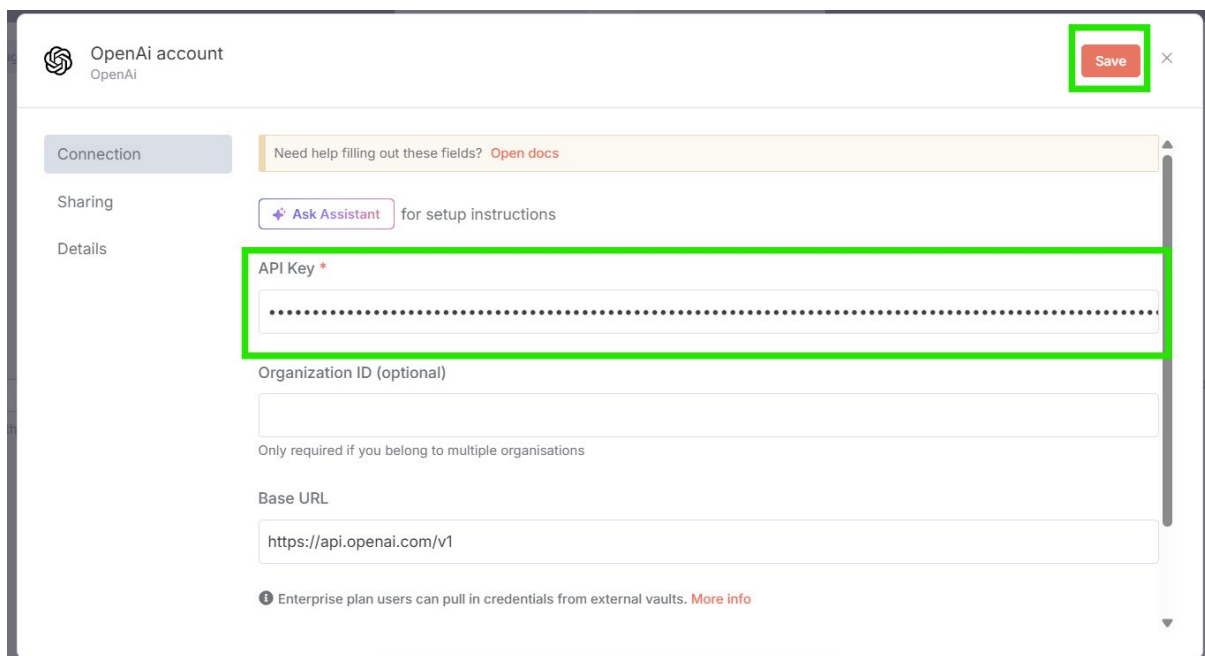 OpenAi account
OpenAi
Save
Connection
Need help filling out these fields? Open docs
Sharing
Ask Assistant for setup instructions
Details
API Key *
••••••••••••••••••••••••••••••••••••••••••••••••••••••••••••••••••••••••••••••••••••••••••••••••••••••
Organization ID (optional)
Only required if you belong to multiple organisations
Base URL
https://api.openai.com/v1
Enterprise plan users can pull in credentials from external vaults. More info